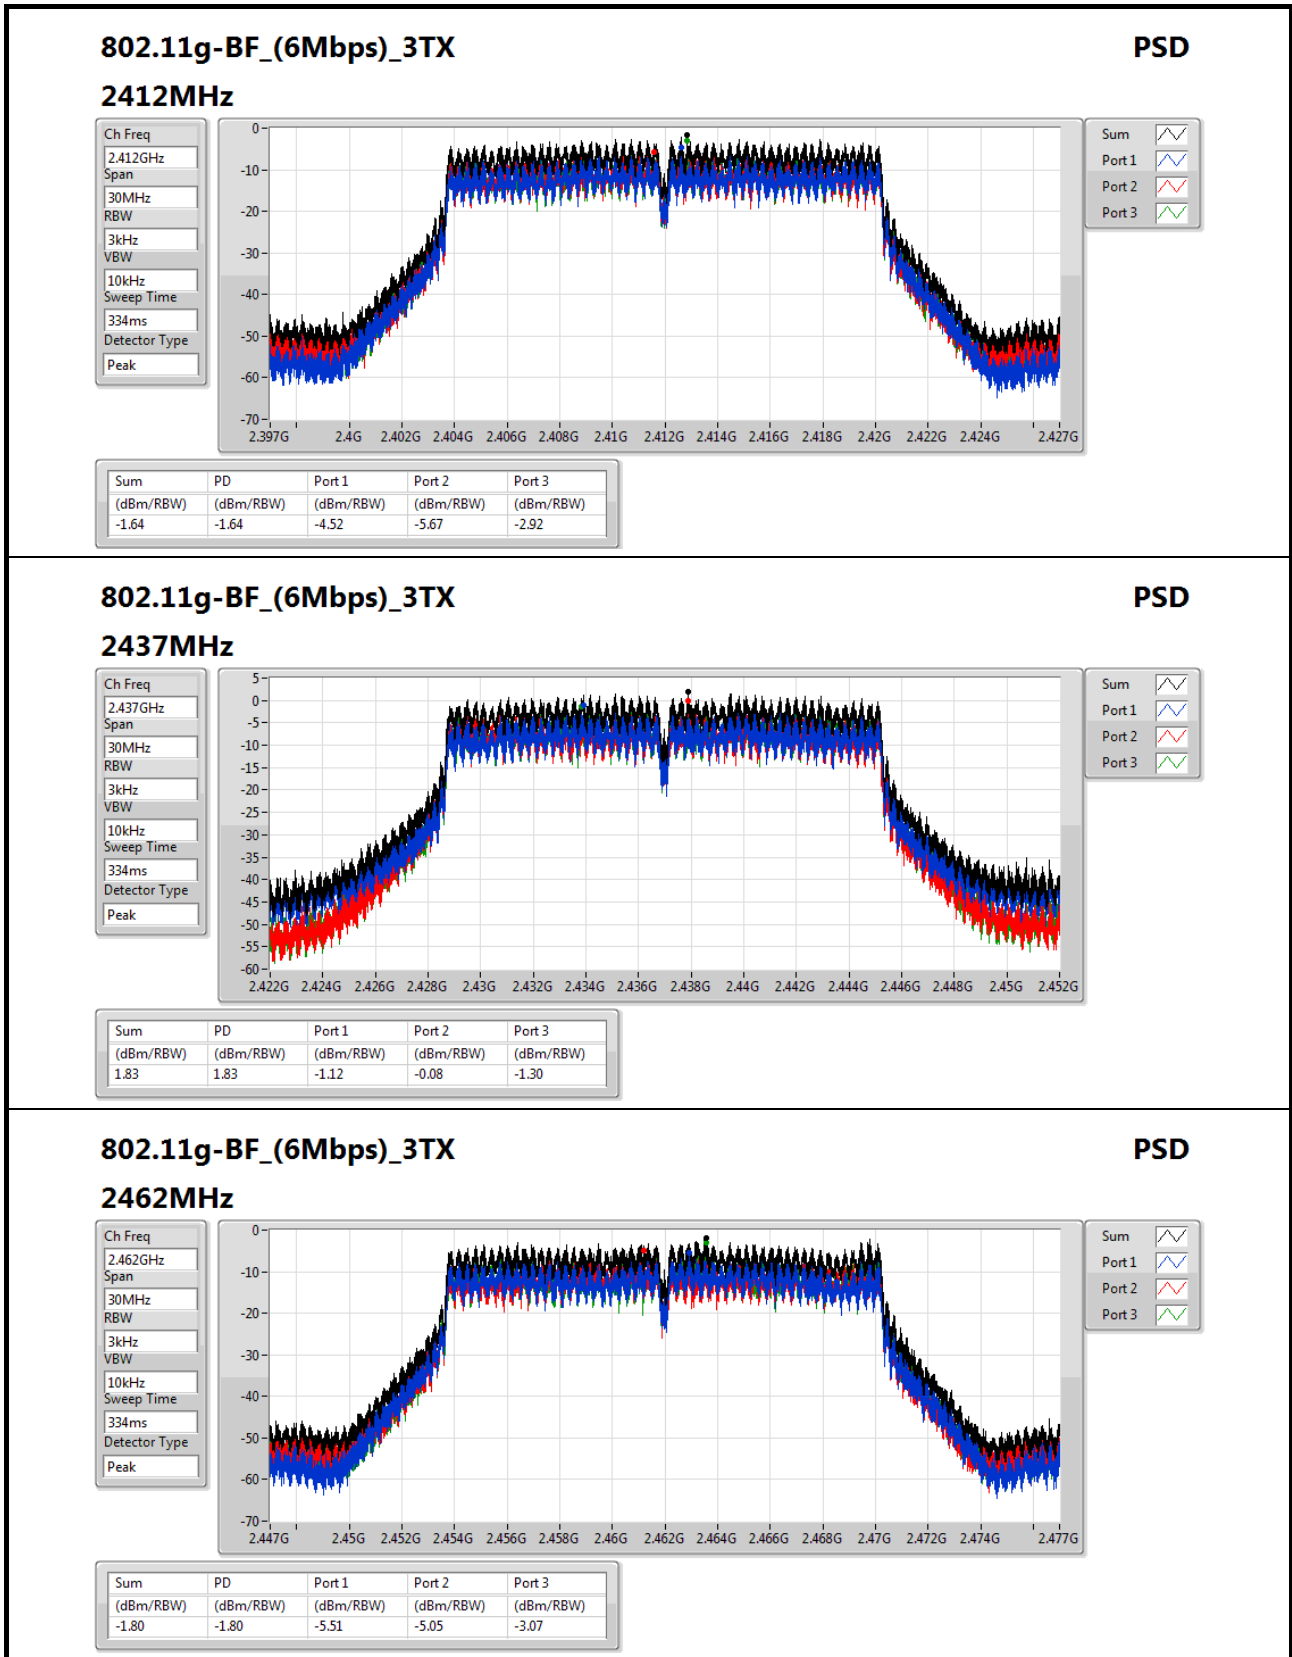 802.11g-BF_(6Mbps)_3TX PSD
2412MHz
Ch Freq
2.412GHz
Span
30MHz
RBW
3kHz
VBW
10kHz
Sweep Time
334ms
Detector Type
Peak
0
-10
-20
-30
-40
-50
-60
-70
2.397G 2.4G 2.402G 2.404G 2.406G 2.408G 2.41G 2.412G 2.414G 2.416G 2.418G 2.42G 2.422G 2.424G 2.427G
Sum
Port 1
Port 2
Port 3
Sum PD Port 1 Port 2 Port 3
(dBm/RBW) (dBm/RBW) (dBm/RBW) (dBm/RBW) (dBm/RBW)
-1.64 -1.64 -4.52 -5.67 -2.92
802.11g-BF_(6Mbps)_3TX PSD
2437MHz
Ch Freq
2.437GHz
Span
30MHz
RBW
3kHz
VBW
10kHz
Sweep Time
334ms
Detector Type
Peak
5
0
-5
-10
-15
-20
-25
-30
-35
-40
-45
-50
-55
-60
2.422G 2.424G 2.426G 2.428G 2.43G 2.432G 2.434G 2.436G 2.438G 2.44G 2.442G 2.444G 2.446G 2.448G 2.45G 2.452G
Sum
Port 1
Port 2
Port 3
Sum PD Port 1 Port 2 Port 3
(dBm/RBW) (dBm/RBW) (dBm/RBW) (dBm/RBW) (dBm/RBW)
1.83 1.83 -1.12 -0.08 -1.30
802.11g-BF_(6Mbps)_3TX PSD
2462MHz
Ch Freq
2.462GHz
Span
30MHz
RBW
3kHz
VBW
10kHz
Sweep Time
334ms
Detector Type
Peak
0
-10
-20
-30
-40
-50
-60
-70
2.447G 2.45G 2.452G 2.454G 2.456G 2.458G 2.46G 2.462G 2.464G 2.466G 2.468G 2.47G 2.472G 2.474G 2.477G
Sum
Port 1
Port 2
Port 3
Sum PD Port 1 Port 2 Port 3
(dBm/RBW) (dBm/RBW) (dBm/RBW) (dBm/RBW) (dBm/RBW)
-1.80 -1.80 -5.51 -5.05 -3.07